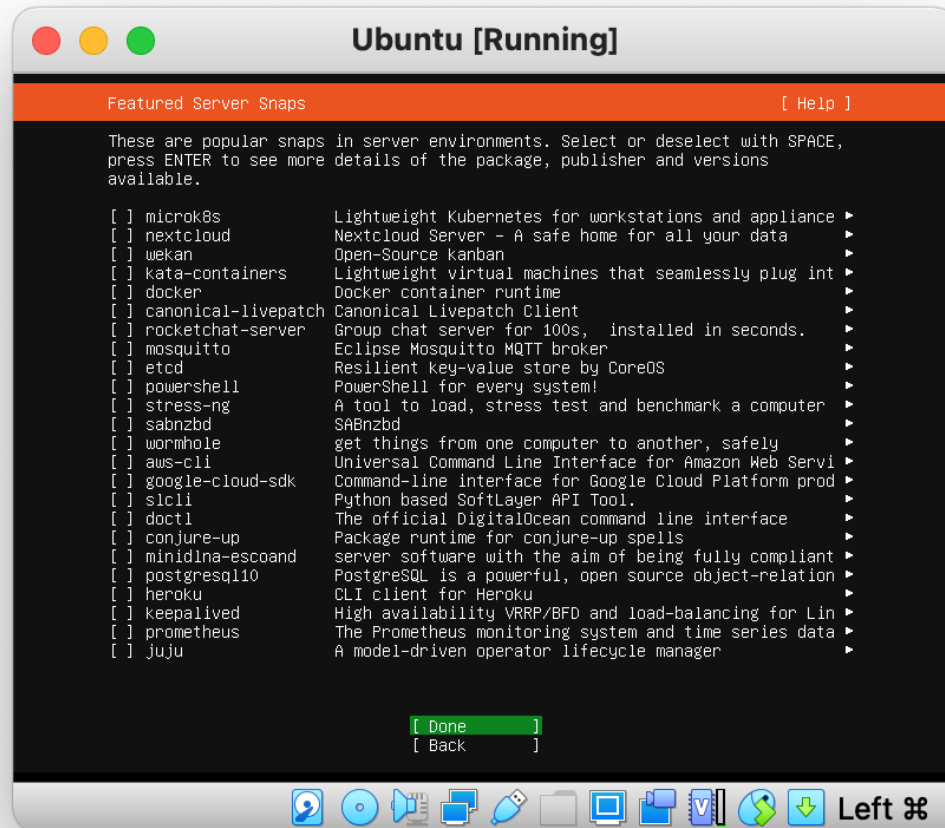 Ubuntu [Running]
Featured Server Snaps [ Help ]
These are popular snaps in server environments. Select or deselect with SPACE,
press ENTER to see more details of the package, publisher and versions
available.
[ ] microk8s Lightweight Kubernetes for workstations and appliance ▸
[ ] nextcloud Nextcloud Server – A safe home for all your data ▸
[ ] wekan Open-Source kanban ▸
[ ] kata-containers Lightweight virtual machines that seamlessly plug int ▸
[ ] docker Docker container runtime ▸
[ ] canonical-livepatch Canonical Livepatch Client ▸
[ ] rocketchat-server Group chat server for 100s, installed in seconds. ▸
[ ] mosquitto Eclipse Mosquitto MQTT broker ▸
[ ] etcd Resilient key-value store by CoreOS ▸
[ ] powershell PowerShell for every system! ▸
[ ] stress-ng A tool to load, stress test and benchmark a computer ▸
[ ] sabnzbd SABnzbd ▸
[ ] wormhole get things from one computer to another, safely ▸
[ ] aws-cli Universal Command Line Interface for Amazon Web Servi ▸
[ ] google-cloud-sdk Command-line interface for Google Cloud Platform prod ▸
[ ] slcli Python based SoftLayer API Tool. ▸
[ ] doctl The official DigitalOcean command line interface ▸
[ ] conjure-up Package runtime for conjure-up spells ▸
[ ] minidlna-escoand server software with the aim of being fully compliant ▸
[ ] postgresql10 PostgreSQL is a powerful, open source object-relation ▸
[ ] heroku CLI client for Heroku ▸
[ ] keepalived High availability VRRP/BFD and load-balancing for Lin ▸
[ ] prometheus The Prometheus monitoring system and time series data ▸
[ ] juju A model-driven operator lifecycle manager ▸
[ Done ]
[ Back ]
V
Left ⌘